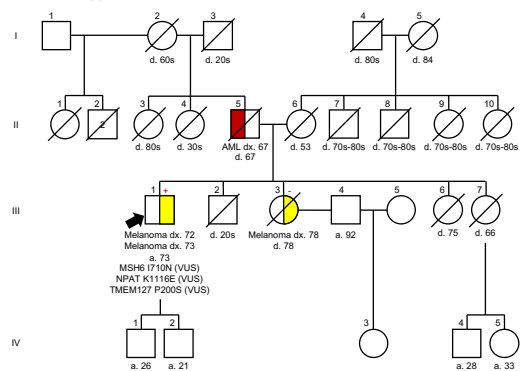 I
1
2
3
4
5
d. 60s
d. 20s
d. 80s
d. 84
II
1
2
3
4
5
6
7
8
9
10
2
d. 80s
d. 30s
AML dx. 67
d. 67
d. 53
d. 70s-80s
d. 70s-80s
d. 70s-80s
d. 70s-80s
III
1
+
2
3
-
4
5
6
7
Melanoma dx. 72
Melanoma dx. 73
a. 73
MSH6 I710N (VUS)
NPAT K1116E (VUS)
TMEM127 P200S (VUS)
d. 20s
Melanoma dx. 78
d. 78
a. 92
d. 75
d. 66
IV
1
2
3
4
5
a. 26
a. 21
a. 28
a. 33